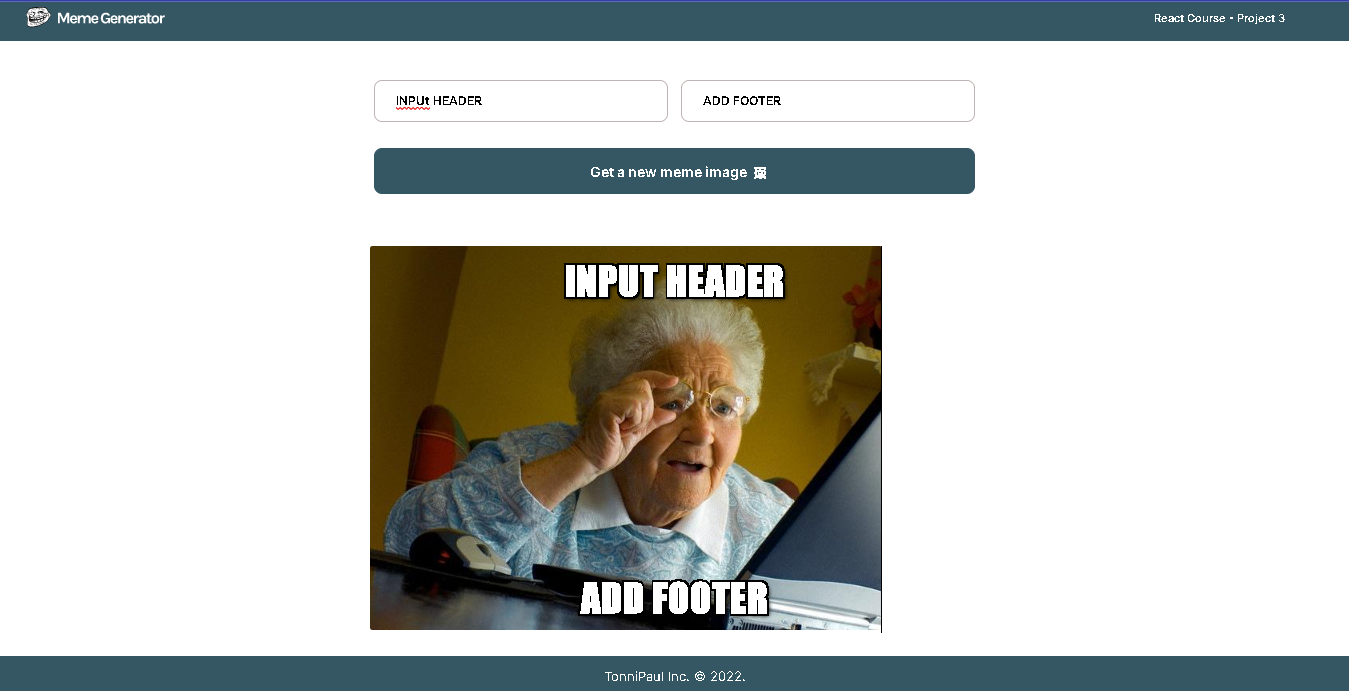 Meme Generator
React Course - Project 3
INPUt HEADER
ADD FOOTER
Get a new meme image
INPUT HEADER
ADD FOOTER
TonniPaul Inc. © 2022.